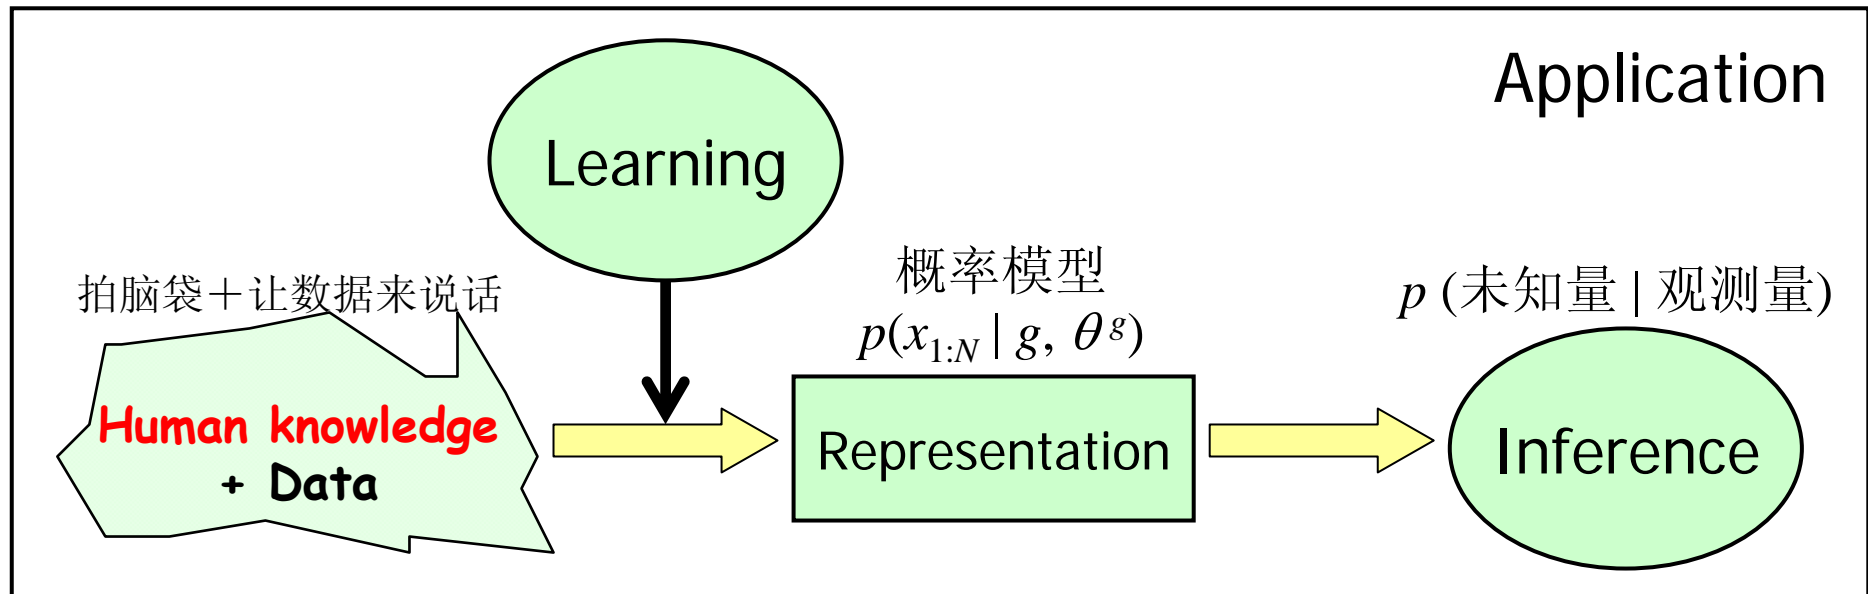 Application
Learning
拍脑袋＋让数据来说话
概率模型
p(x1:N | g, θ^g)
p (未知量 | 观测量)
Human knowledge
+ Data
Representation
Inference